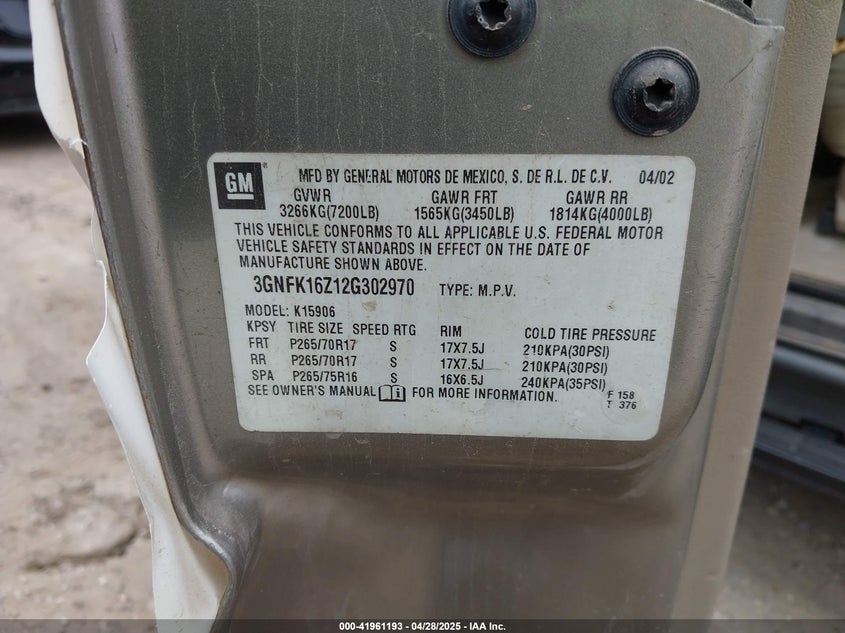 GM
MFD BY GENERAL MOTORS DE MEXICO, S. DE R.L. DE C.V. 04/02
GVWR GAWR FRT GAWR RR
3266KG(7200LB) 1565KG(3450LB) 1814KG(4000LB)
THIS VEHICLE CONFORMS TO ALL APPLICABLE U.S. FEDERAL MOTOR
VEHICLE SAFETY STANDARDS IN EFFECT ON THE DATE OF
MANUFACTURE SHOWN ABOVE.
3GNFK16Z12G302970 TYPE: M.P.V.
MODEL: K15906
KPSY TIRE SIZE SPEED RTG RIM COLD TIRE PRESSURE
FRT P265/70R17 S 17X7.5J 210KPA(30PSI)
RR P265/70R17 S 17X7.5J 210KPA(30PSI)
SPA P265/75R16 S 16X6.5J 240KPA(35PSI)
SEE OWNER'S MANUAL FOR MORE INFORMATION.
F 158
T 376
000-41961193 / 04/28/2025 - IAA Inc.